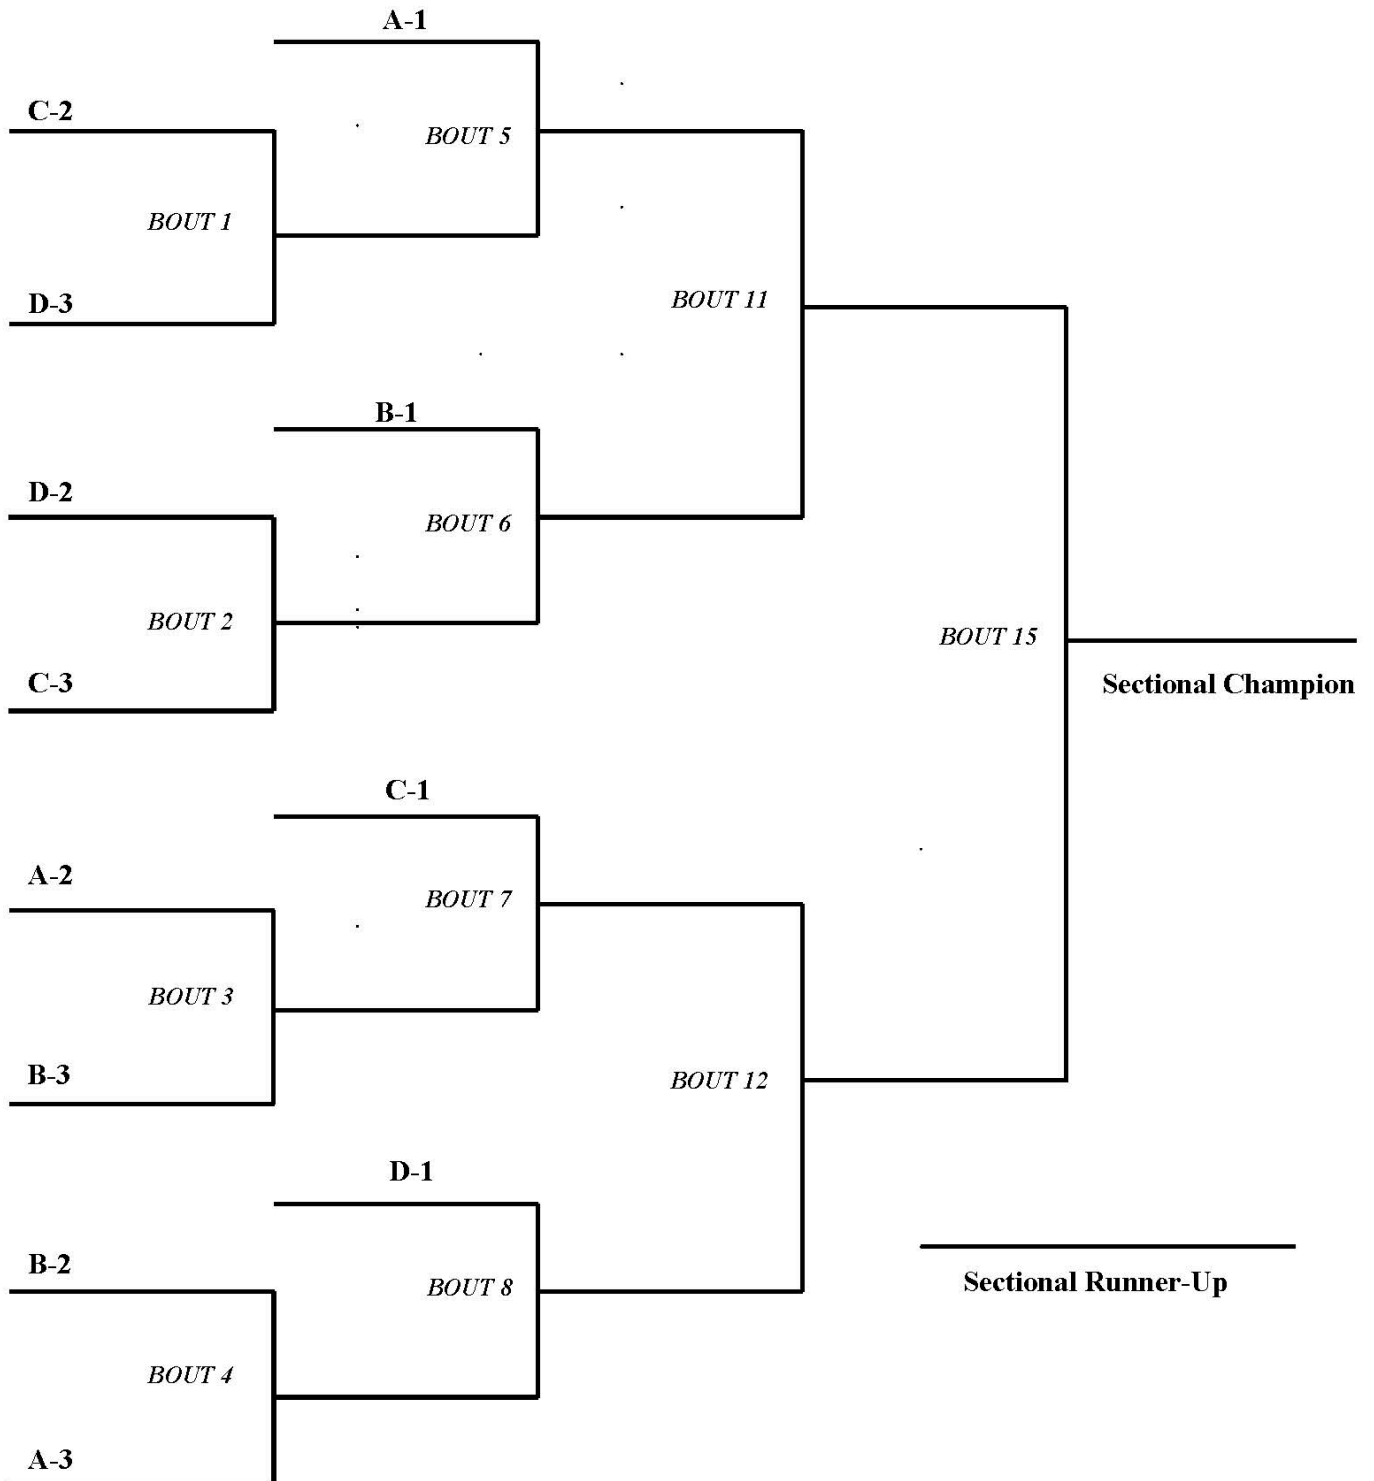 A-1
C-2
BOUT 5
BOUT 1
D-3
BOUT 11
B-1
D-2
BOUT 6
BOUT 2
BOUT 15
C-3
Sectional Champion
C-1
A-2
BOUT 7
BOUT 3
B-3
BOUT 12
D-1
B-2
BOUT 8
Sectional Runner-Up
BOUT 4
A-3